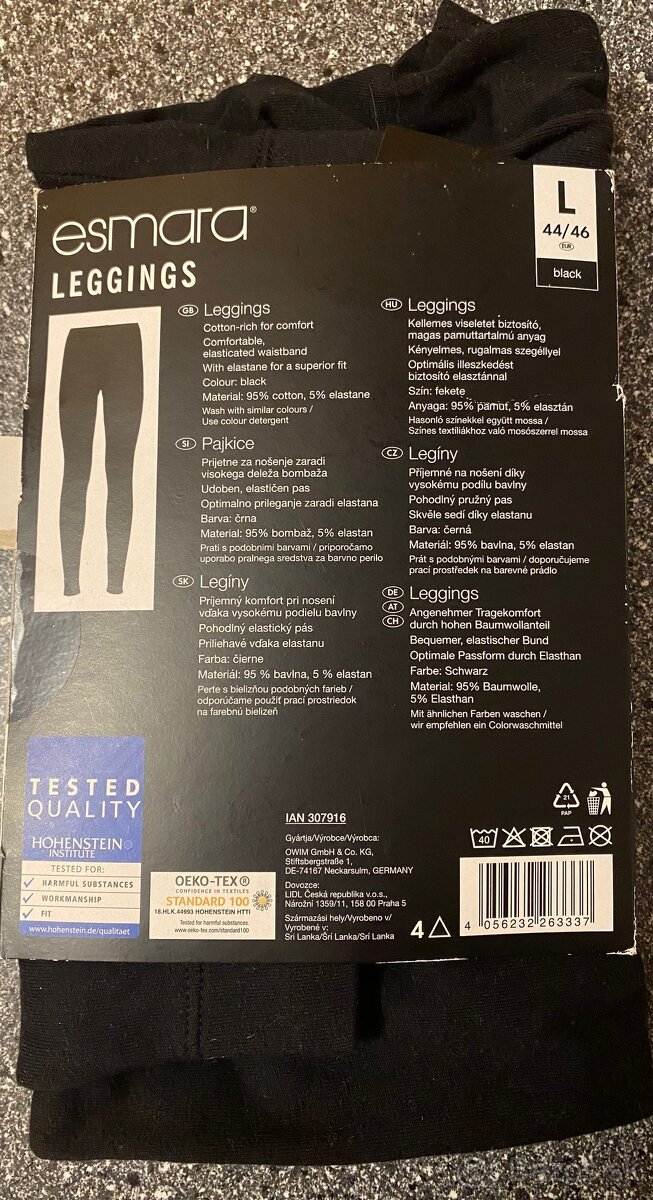 esmara®
LEGGINGS
L
44/46
EUR
black
GB Leggings
Cotton-rich for comfort
Comfortable,
elasticated waistband
With elastane for a superior fit
Colour: black
Material: 95% cotton, 5% elastane
Wash with similar colours /
Use colour detergent
SI Pajkice
Prijetne za nošenje zaradi
visokega deleža bombaža
Udoben, elastičen pas
Optimalno prileganje zaradi elastana
Barva: črna
Material: 95% bombaž, 5% elastan
Prati s podobnimi barvami / priporočamo
uporabo pralnega sredstva za barvno perilo
SK Legíny
Príjemný komfort pri nosení
vďaka vysokému podielu bavlny
Pohodlný elastický pás
Priliehavé vďaka elastanu
Farba: čierne
Materiál: 95 % bavlna, 5 % elastan
Perte s bielizňou podobných farieb /
odporúčame použiť prací prostriedok
na farebnú bielizeň
HU Leggings
Kellemes viseletet biztosító,
magas pamuttartalmú anyag
Kényelmes, rugalmas szegéllyel
Optimális illeszkedést
biztosító elasztánnal
Szín: fekete
Anyaga: 95% pamut, 5% elasztán
Hasonló színekkel együtt mossa /
Színes textíliákhoz való mosószerrel mossa
CZ Legíny
Příjemné na nošení díky
vysokému podílu bavlny
Pohodlný pružný pas
Skvěle sedí díky elastanu
Barva: černá
Materiál: 95% bavlna, 5% elastan
Prát s podobnými barvami / doporučujeme
prací prostředek na barevné prádlo
DE AT CH Leggings
Angenehmer Tragekomfort
durch hohen Baumwollanteil
Bequemer, elastischer Bund
Optimale Passform durch Elasthan
Farbe: Schwarz
Material: 95% Baumwolle,
5% Elasthan
Mit ähnlichen Farben waschen /
wir empfehlen ein Colorwaschmittel
TESTED
QUALITY
HOHENSTEIN
INSTITUTE
TESTED FOR:
HARMFUL SUBSTANCES
WORKMANSHIP
FIT
www.hohenstein.de/qualitaet
OEKO-TEX®
CONFIDENCE IN TEXTILES
STANDARD 100
18.HLK.44993 HOHENSTEIN HTTI
Tested for harmful substances.
www.oeko-tex.com/standard100
IAN 307916
Gyártja/Výrobce/Výrobca:
OWIM GmbH & Co. KG,
Stiftsbergstraße 1,
DE-74167 Neckarsulm, GERMANY
Dovozce:
LIDL Česká republika v.o.s.,
Nárožní 1359/11, 158 00 Praha 5
Származási hely/Vyrobeno v/
Vyrobené v:
Srí Lanka/Šrí Lanka/Srí Lanka
4
21
PAP
40
4 056232 263337